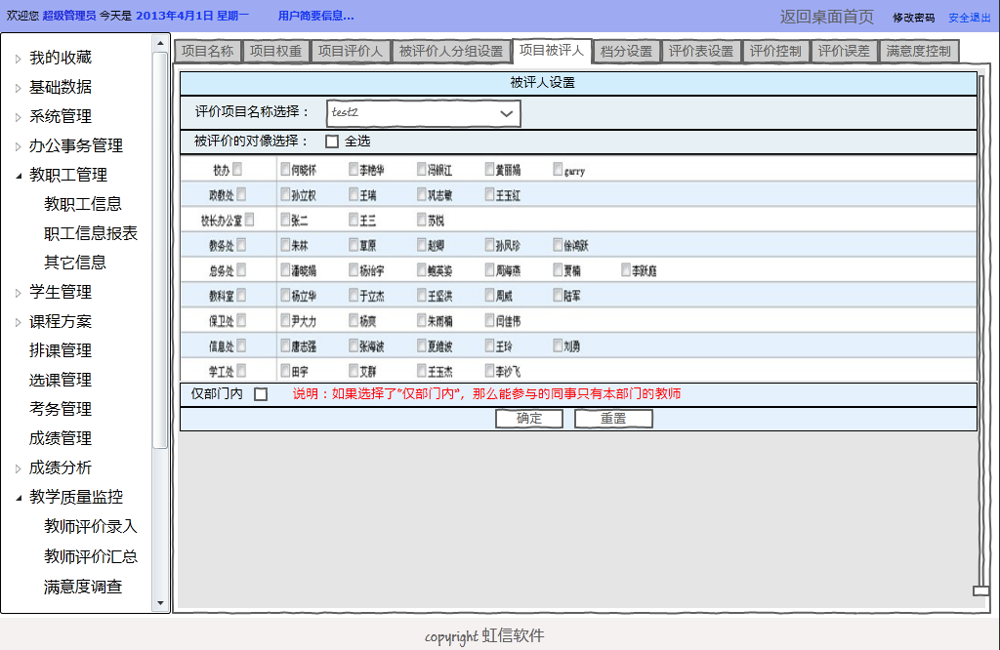 欢迎您 超级管理员 今天是 2013年4月1日 星期一 用户简要信息... 返回桌面首页 修改密码 安全退出
我的收藏
基础数据
系统管理
办公事务管理
教职工管理
教职工信息
职工信息报表
其它信息
学生管理
课程方案
排课管理
选课管理
考务管理
成绩管理
成绩分析
教学质量监控
教师评价录入
教师评价汇总
满意度调查
项目名称 项目权重 项目评价人 被评价人分组设置 项目被评人 档分设置 评价表设置 评价控制 评价误差 满意度控制
被评人设置
评价项目名称选择： test2
被评价的对像选择： 全选
校办 何晓怀 李艳华 冯银江 黄丽娟 garry
政教处 孙立权 王瑞 巩志敏 王玉红
校长办公室 张二 王三 苏悦
教务处 朱林 草原 赵卿 孙凤珍 徐鸿跃
总务处 潘晓娟 杨治宇 鲍英姿 周海燕 贾楠 李跃庭
教科室 杨立华 于立杰 王坚洪 周威 陆军
保卫处 尹大力 杨爽 朱雨楠 闫佳伟
信息处 唐志强 张海波 夏维波 王玲 刘勇
学工处 田宇 艾群 王玉杰 李沙飞
仅部门内 说明：如果选择了"仅部门内"，那么能参与的同事只有本部门的教师
确定 重置
copyright 虹信软件